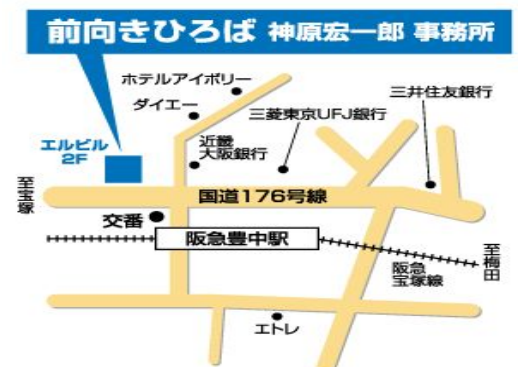 前向きひろば 神原宏一郎 事務所
ホテルアイボリー
ダイエー
三井住友銀行
三菱東京UFJ銀行
エルビル
2F
近畿
大阪銀行
至宝塚
国道176号線
交番
阪急豊中駅
至梅田
阪急
宝塚線
エトレ